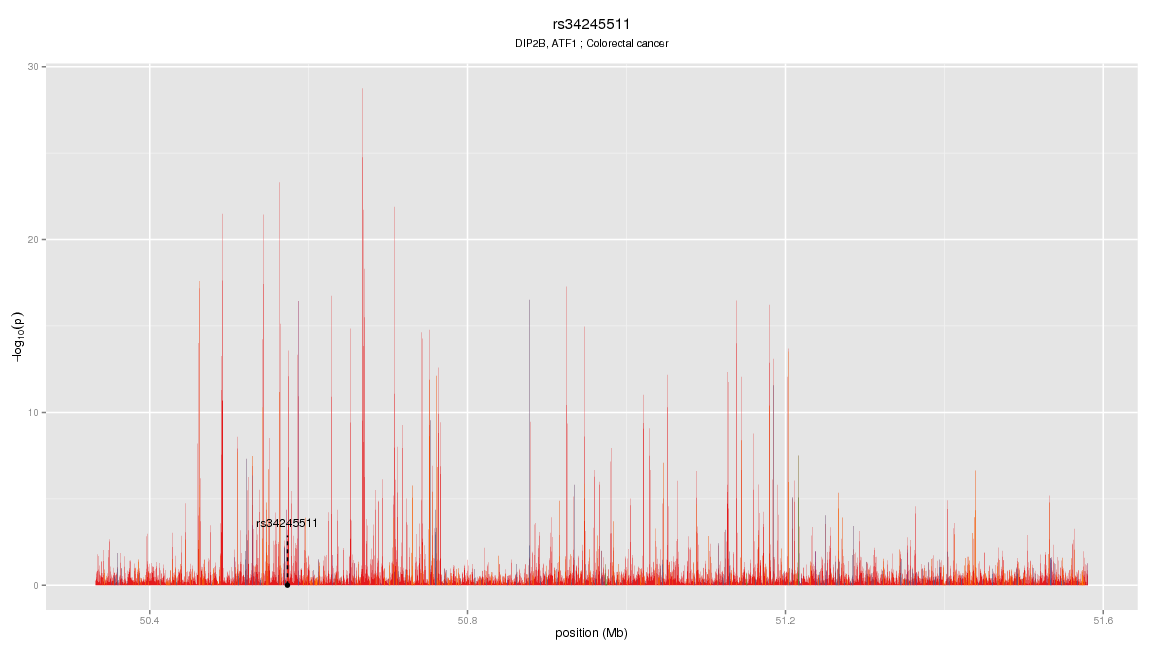 rs34245511
DIP2B, ATF1 ; Colorectal cancer
30
20
10
0
−log10(p)
rs34245511
50.4
50.8
51.2
51.6
position (Mb)